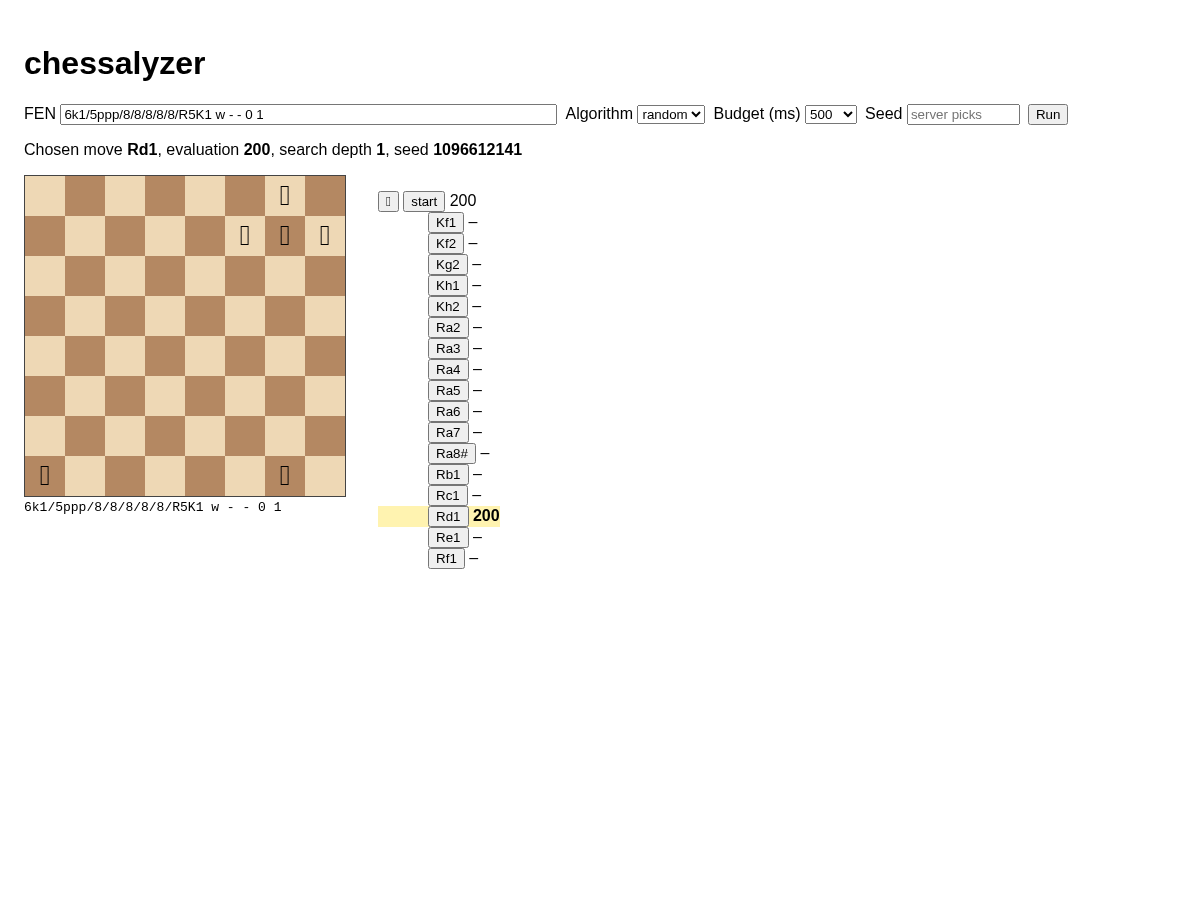 chessalyzer
FEN 6k1/5ppp/8/8/8/8/8/R5K1 w - - 0 1 Algorithm random Budget (ms) 500 Seed server picks Run
Chosen move Rd1, evaluation 200, search depth 1, seed 1096612141
start 200
Kf1 –
Kf2 –
Kg2 –
Kh1 –
Kh2 –
Ra2 –
Ra3 –
Ra4 –
Ra5 –
Ra6 –
Ra7 –
Ra8# –
Rb1 –
Rc1 –
Rd1 200
Re1 –
Rf1 –
6k1/5ppp/8/8/8/8/8/R5K1 w - - 0 1